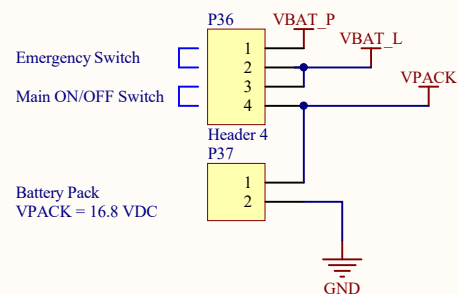 P36
VBAT_P
VBAT_L
VPACK
Emergency Switch
Main ON/OFF Switch
1
2
3
4
Header 4
P37
1
2
Battery Pack
VPACK = 16.8 VDC
GND